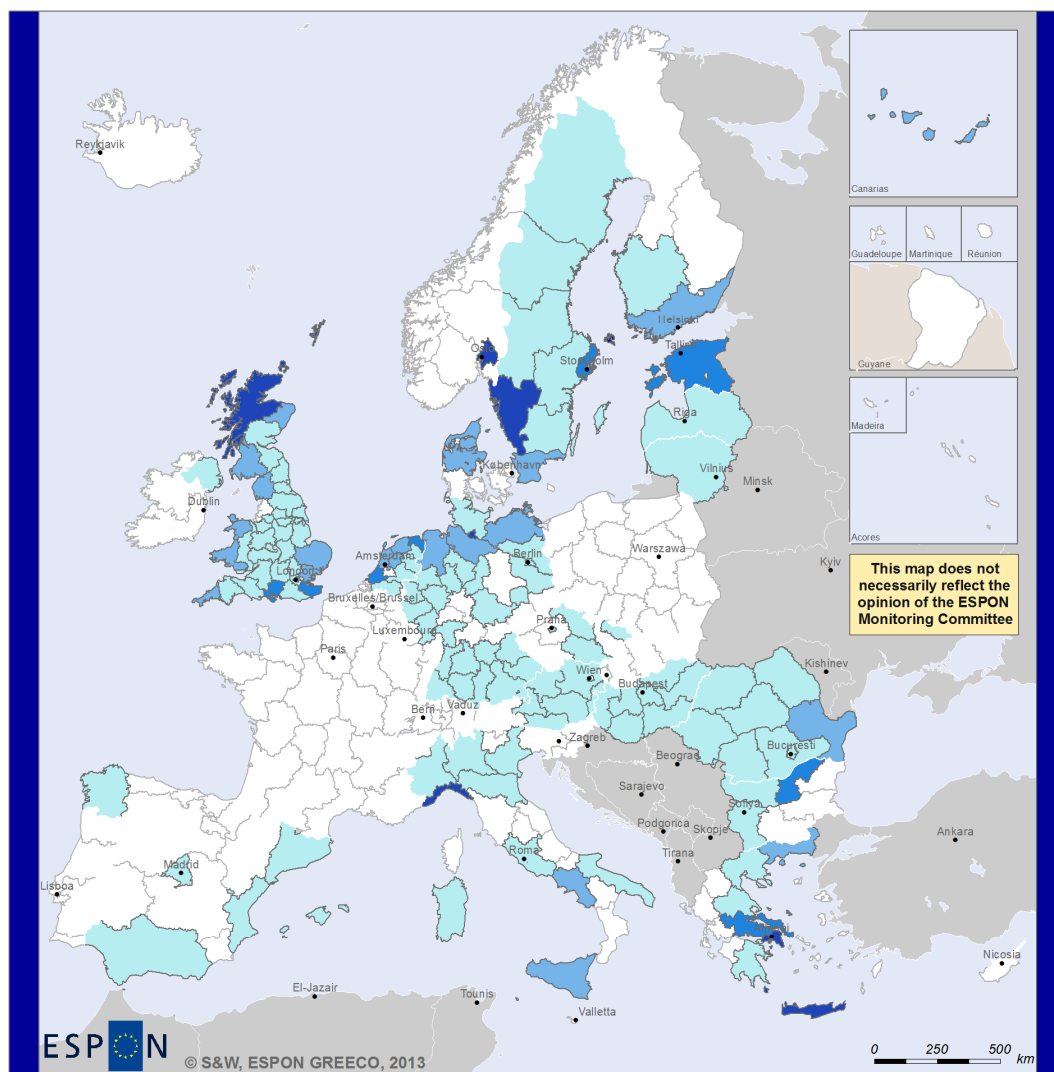 Reykjavik
Canarias
Guadeloupe
Martinique
Réunion
Guyane
Madeira
Acores
Oslo
Stockholm
Helsinki
Tallinn
Riga
Vilnius
Minsk
København
Dublin
London
Amsterdam
Berlin
Warszawa
Kyiv
Bruxelles/Brussel
Luxembourg
Paris
Praha
Wien
Budapest
Kishinev
Bern
Vaduz
Zagreb
Beograd
Bucuresti
Sarajevo
Sofiya
Podgorica
Skopje
Tirana
Ankara
Roma
Madrid
Lisboa
Nicosia
El-Jazair
Tounis
Valletta
This map does not
necessarily reflect the
opinion of the ESPON
Monitoring Committee
ESPON
© S&W, ESPON GREECO, 2013
0 250 500
km